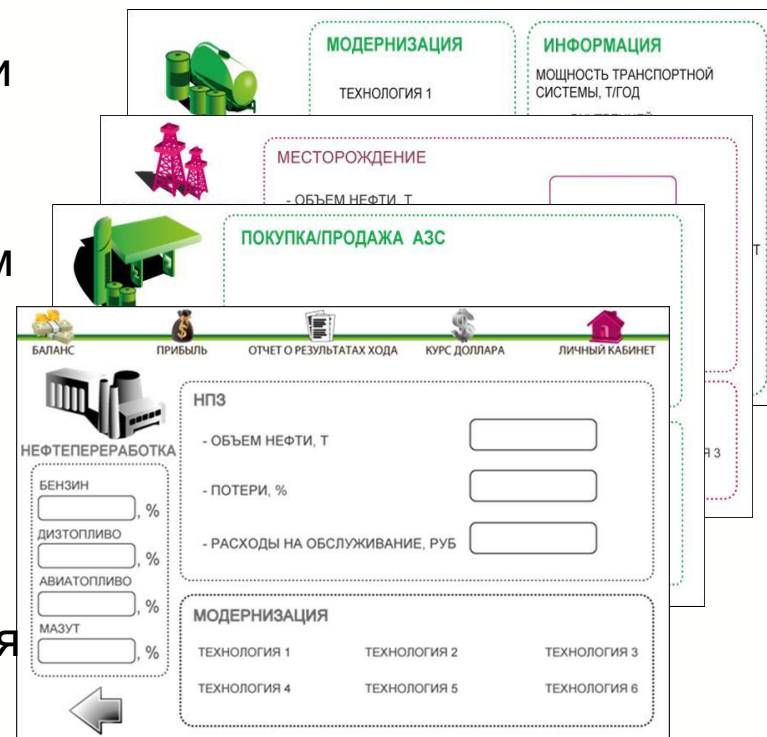 и
м
я
МОДЕРНИЗАЦИЯ
ТЕХНОЛОГИЯ 1
ИНФОРМАЦИЯ
МОЩНОСТЬ ТРАНСПОРТНОЙ
СИСТЕМЫ, Т/ГОД
МЕСТОРОЖДЕНИЕ
- ОБЪЕМ НЕФТИ, Т
Т
Я 3
ПОКУПКА/ПРОДАЖА АЗС
БАЛАНС
ПРИБЫЛЬ
ОТЧЕТ О РЕЗУЛЬТАТАХ ХОДА
КУРС ДОЛЛАРА
ЛИЧНЫЙ КАБИНЕТ
НЕФТЕПЕРЕРАБОТКА
БЕНЗИН
, %
ДИЗТОПЛИВО
, %
АВИАТОПЛИВО
, %
МАЗУТ
, %
НПЗ
- ОБЪЕМ НЕФТИ, Т
- ПОТЕРИ, %
- РАСХОДЫ НА ОБСЛУЖИВАНИЕ, РУБ
МОДЕРНИЗАЦИЯ
ТЕХНОЛОГИЯ 1 ТЕХНОЛОГИЯ 2 ТЕХНОЛОГИЯ 3
ТЕХНОЛОГИЯ 4 ТЕХНОЛОГИЯ 5 ТЕХНОЛОГИЯ 6